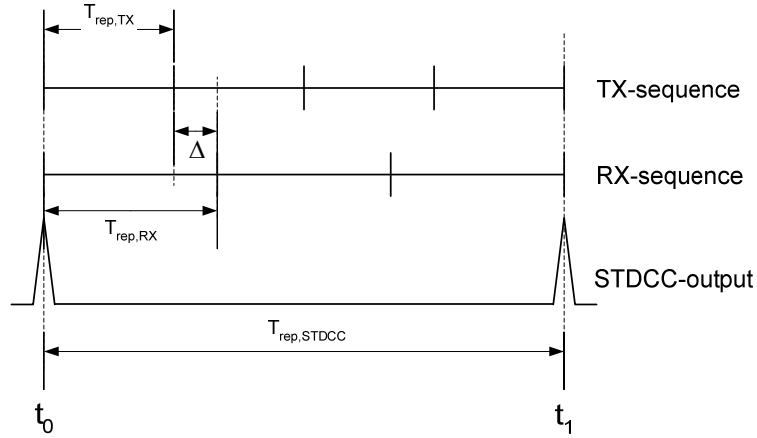 T_rep,TX
TX-sequence
Δ
RX-sequence
T_rep,RX
STDCC-output
T_rep,STDCC
t_0
t_1